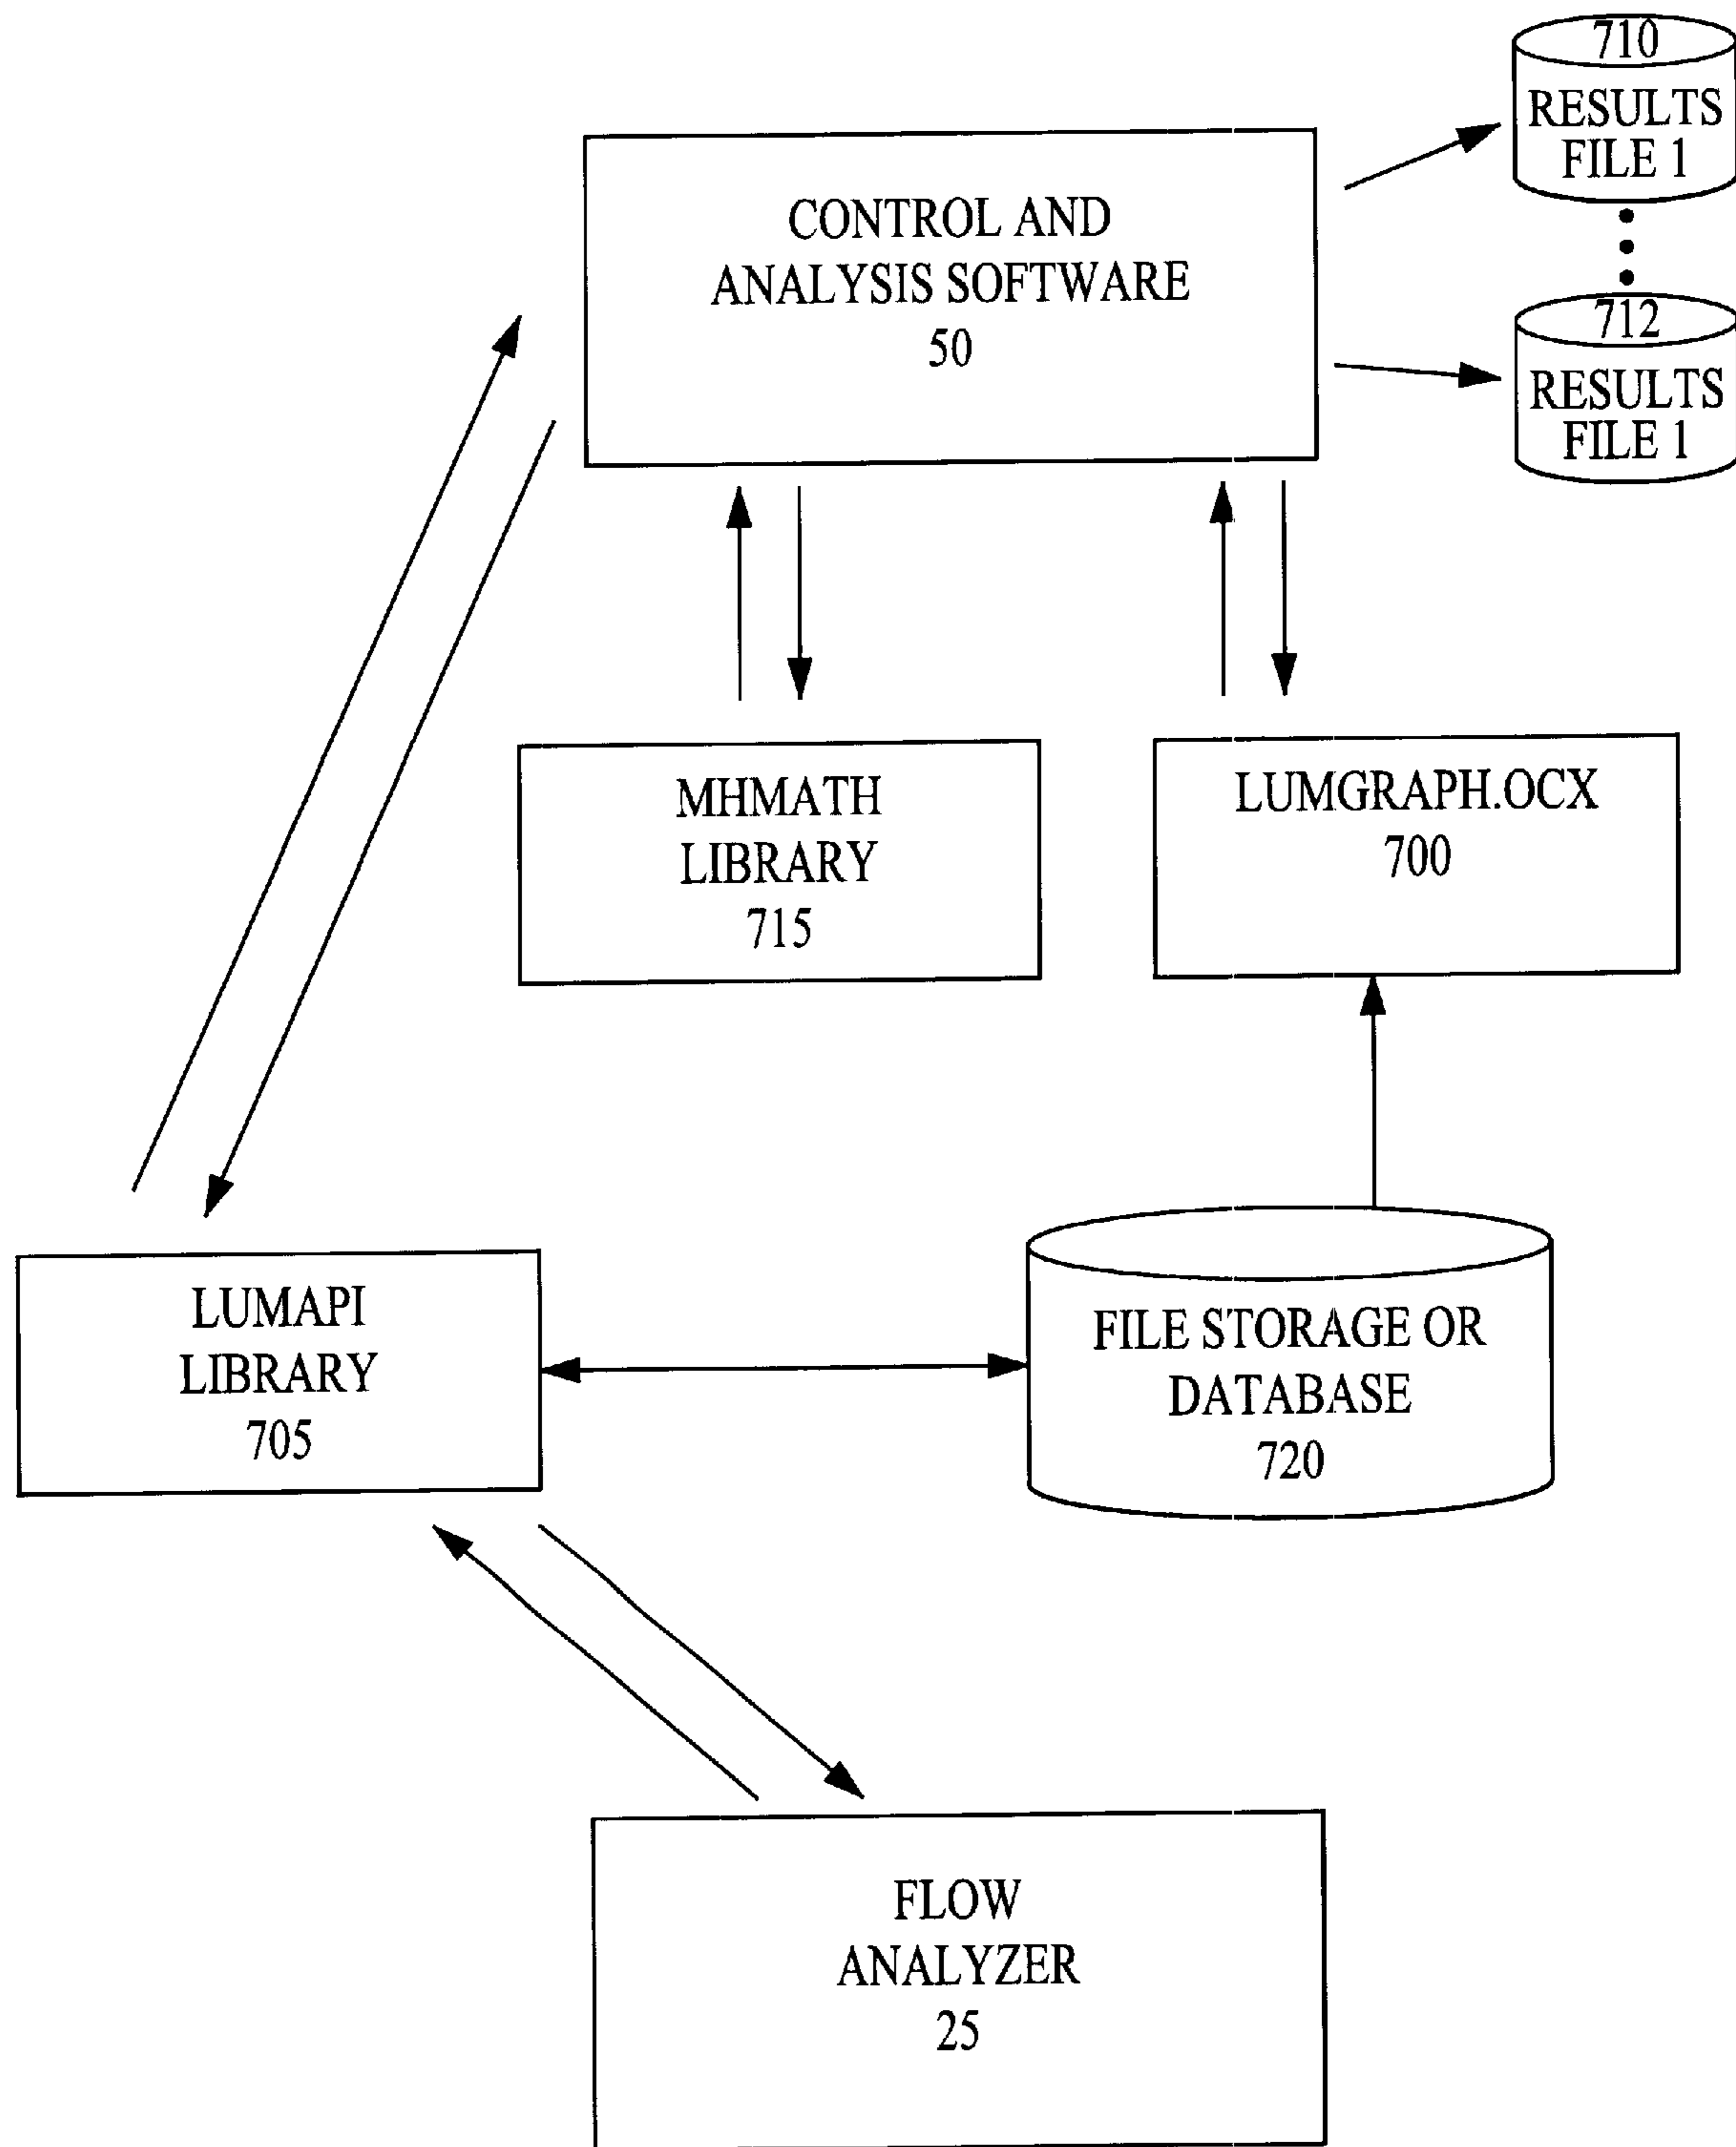 710
RESULTS
FILE 1
CONTROL AND
ANALYSIS SOFTWARE
50
712
RESULTS
FILE 1
MHMATH
LIBRARY
715
LUMGRAPH.OCX
700
LUMAPI
LIBRARY
705
FILE STORAGE OR
DATABASE
720
FLOW
ANALYZER
25